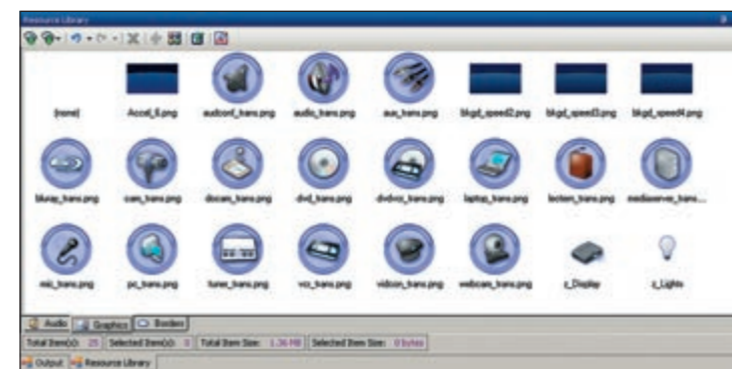 Resource Library
(none) Accel_6.png audconf_trans.png audio_trans.png aux_trans.png bkgd_speed2.png bkgd_speed3.png bkgd_speed4.png
bluray_trans.png cam_trans.png doccam_trans.png dvd_trans.png dvdvcr_trans.png laptop_trans.png lectern_trans.png mediaserver_trans...
mic_trans.png pc_trans.png tuner_trans.png vcr_trans.png vidcon_trans.png webcam_trans.png z_Display z_Lights
Audio Graphics Borders
Total Item(s): 25 Selected Item(s): 0 Total Item Size: 1.36 MB Selected Item Size: 0 bytes
Output Resource Library